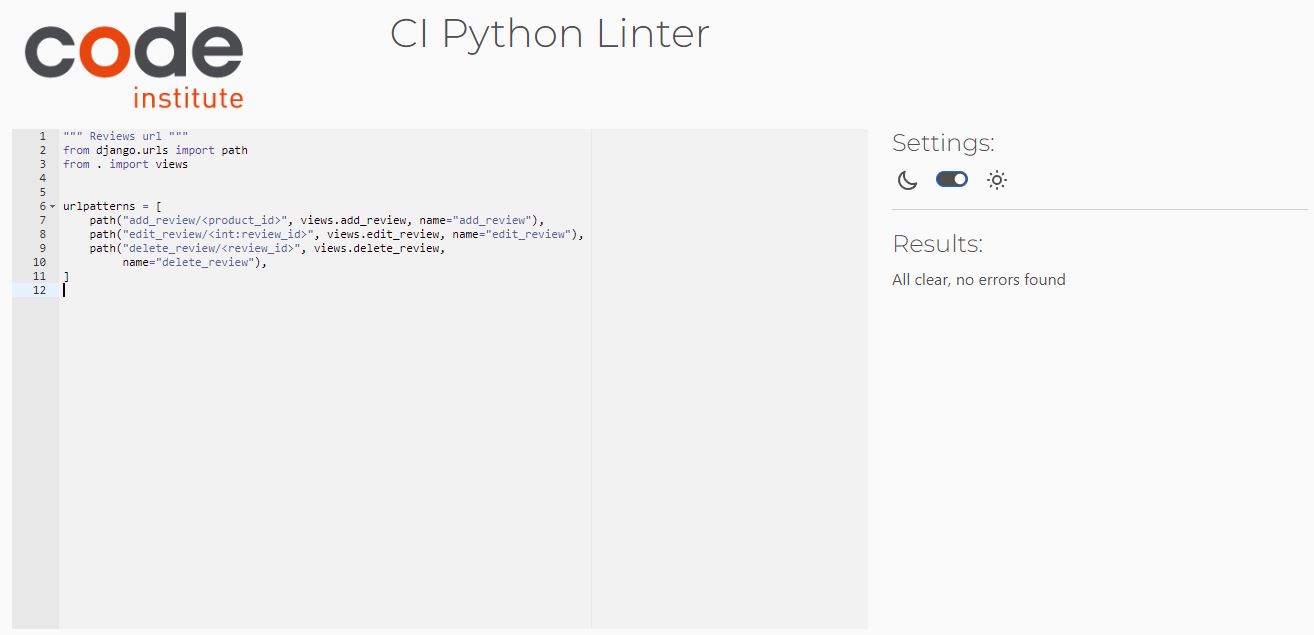 code
institute
CI Python Linter
1 """ Reviews url """
2 from django.urls import path
3 from . import views
4
5
6 urlpatterns = [
7     path("add_review/<product_id>", views.add_review, name="add_review"),
8     path("edit_review/<int:review_id>", views.edit_review, name="edit_review"),
9     path("delete_review/<review_id>", views.delete_review,
10         name="delete_review"),
11 ]
12
Settings:
Results:
All clear, no errors found